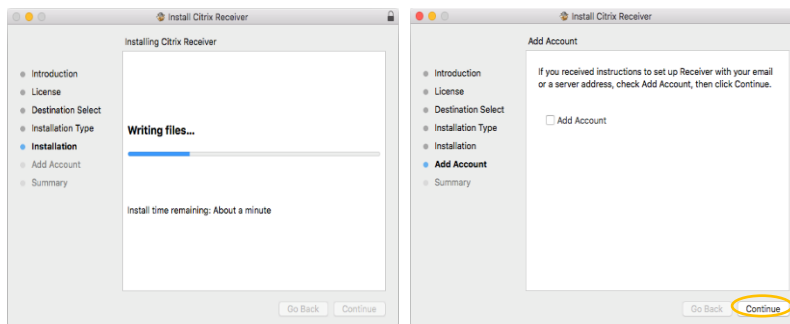 Install Citrix Receiver
Installing Citrix Receiver
Introduction
License
Destination Select
Installation Type
Installation
Add Account
Summary
Writing files...
Install time remaining: About a minute
Go Back Continue
Install Citrix Receiver
Add Account
Introduction
License
Destination Select
Installation Type
Installation
Add Account
Summary
If you received instructions to set up Receiver with your email
or a server address, check Add Account, then click Continue.
Add Account
Go Back Continue